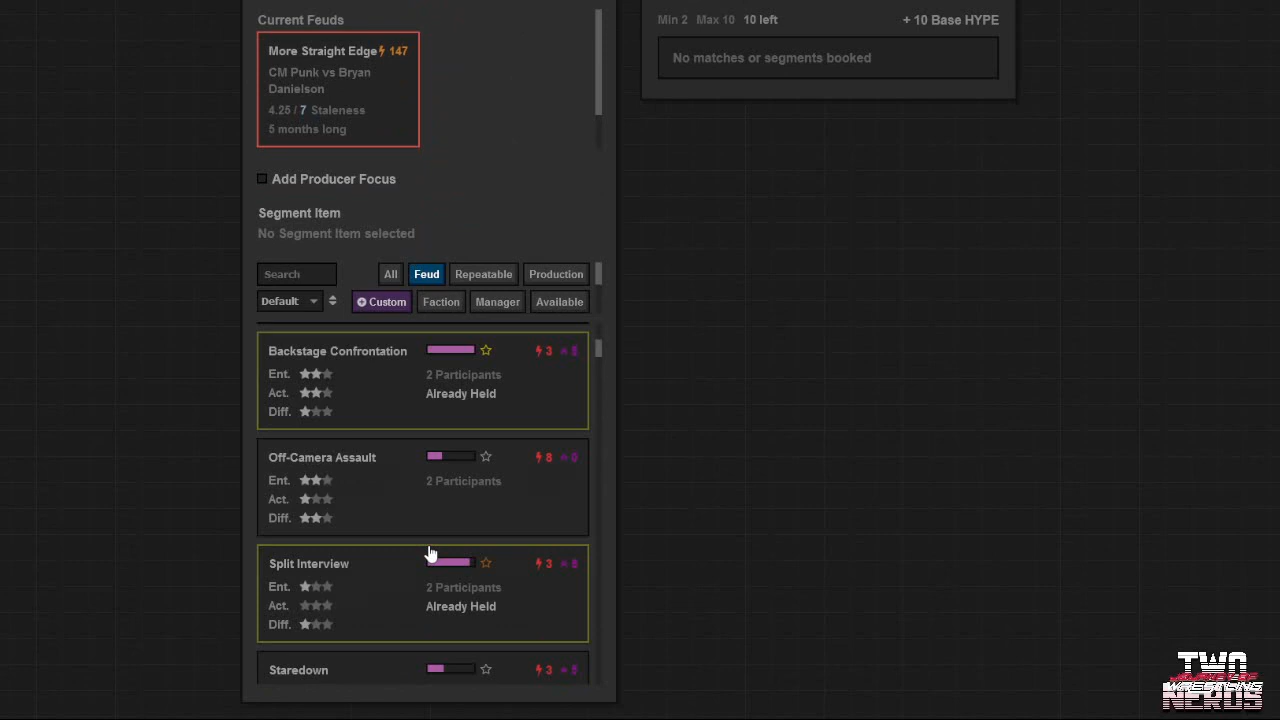 Current Feuds
More Straight Edge 147
CM Punk vs Bryan
Danielson
4.25 / 7 Staleness
5 months long
Add Producer Focus
Segment Item
No Segment Item selected
Search All Feud Repeatable Production
Default Custom Faction Manager Available
Backstage Confrontation 3
Ent. 2 Participants
Act. Already Held
Diff.
Off-Camera Assault 8
Ent. 2 Participants
Act.
Diff.
Split Interview 3
Ent. 2 Participants
Act. Already Held
Diff.
Staredown 3
Min 2 Max 10 10 left + 10 Base HYPE
No matches or segments booked
TWO
WRESTLING
NERDS